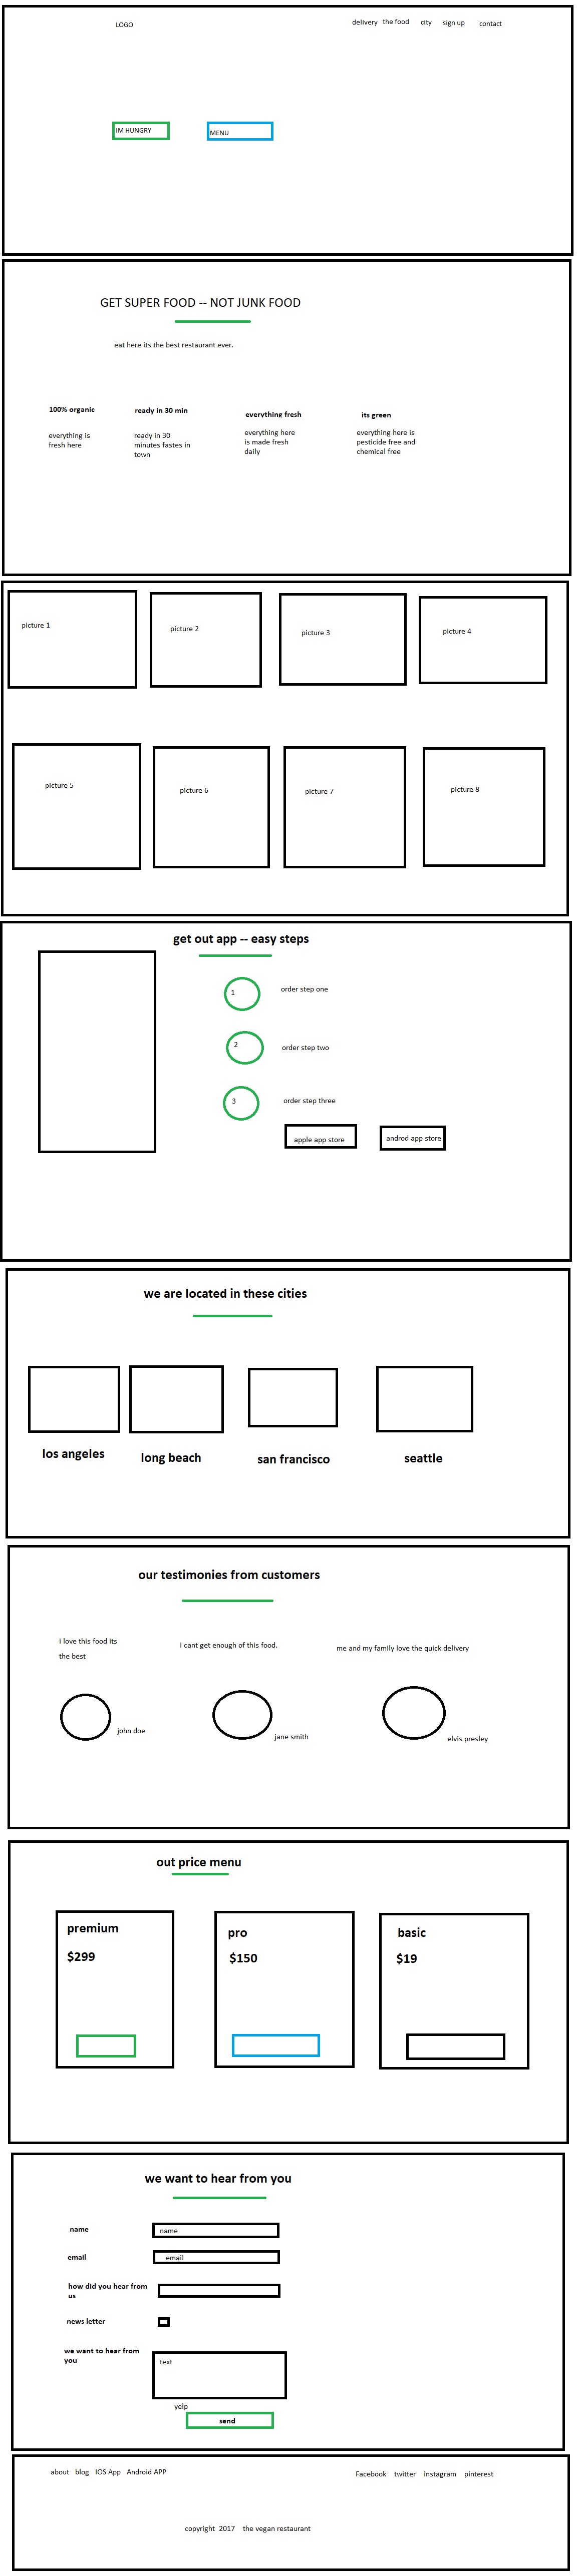 LOGO
delivery the food city sign up contact
IM HUNGRY
MENU
GET SUPER FOOD -- NOT JUNK FOOD
eat here its the best restaurant ever.
100% organic
everything is
fresh here
ready in 30 min
ready in 30
minutes fastes in
town
everything fresh
everything here
is made fresh
daily
its green
everything here is
pesticide free and
chemical free
picture 1
picture 2
picture 3
picture 4
picture 5
picture 6
picture 7
picture 8
get out app -- easy steps
1
order step one
2
order step two
3
order step three
apple app store
androd app store
we are located in these cities
los angeles
long beach
san francisco
seattle
our testimonies from customers
i love this food its
the best
john doe
i cant get enough of this food.
jane smith
me and my family love the quick delivery
elvis presley
out price menu
premium
$299
pro
$150
basic
$19
we want to hear from you
name
name
email
email
how did you hear from
us
news letter
we want to hear from
you
text
yelp
send
about blog IOS App Android APP
Facebook twitter instagram pinterest
copyright 2017 the vegan restaurant